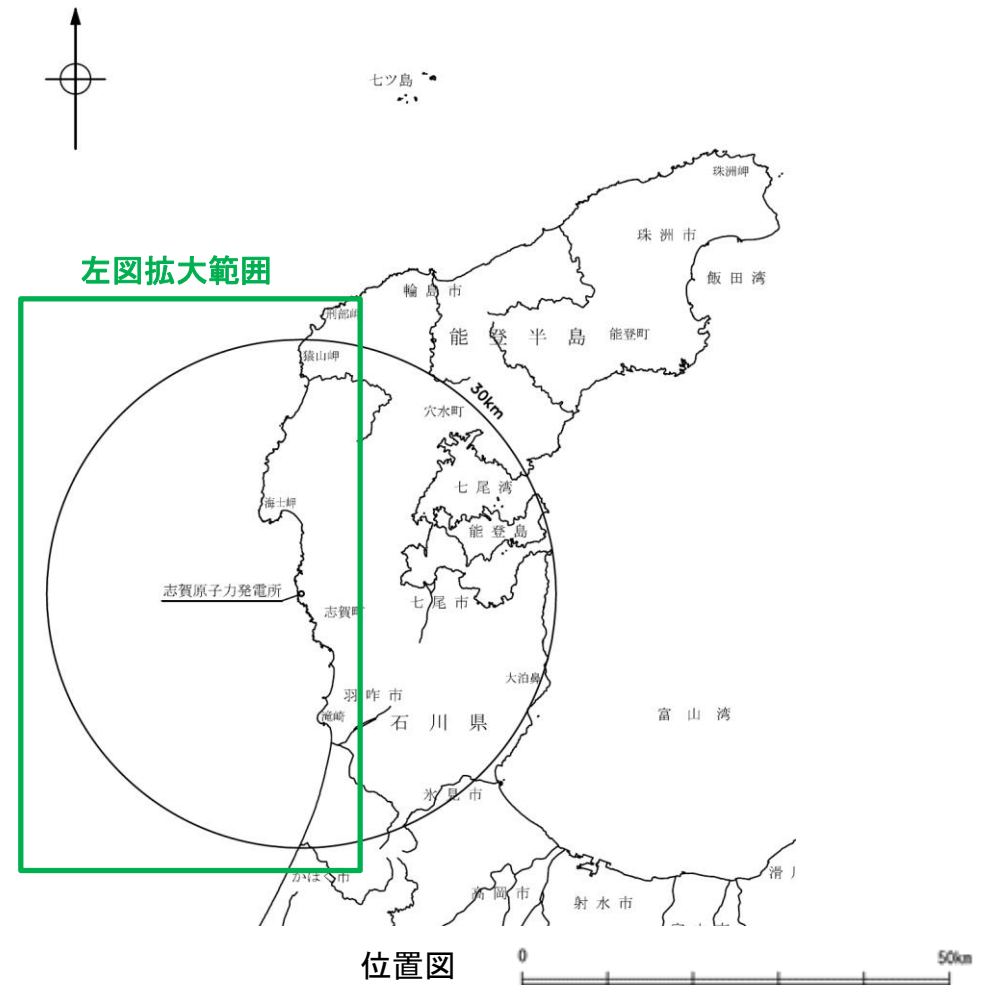 七ツ島
珠洲岬
珠 洲 市
左図拡大範囲
飯 田 湾
輪 島 市
能 登 半 島
能登町
猿山岬
30km
穴水町
七 尾 湾
海士岬
能 登 島
志賀原子力発電所
七 尾 市
志賀町
大泊鼻
羽 咋 市
滝崎
石 川 県
富 山 湾
氷 見 市
かほく市
高 岡 市
射 水 市
位置図
0
50km